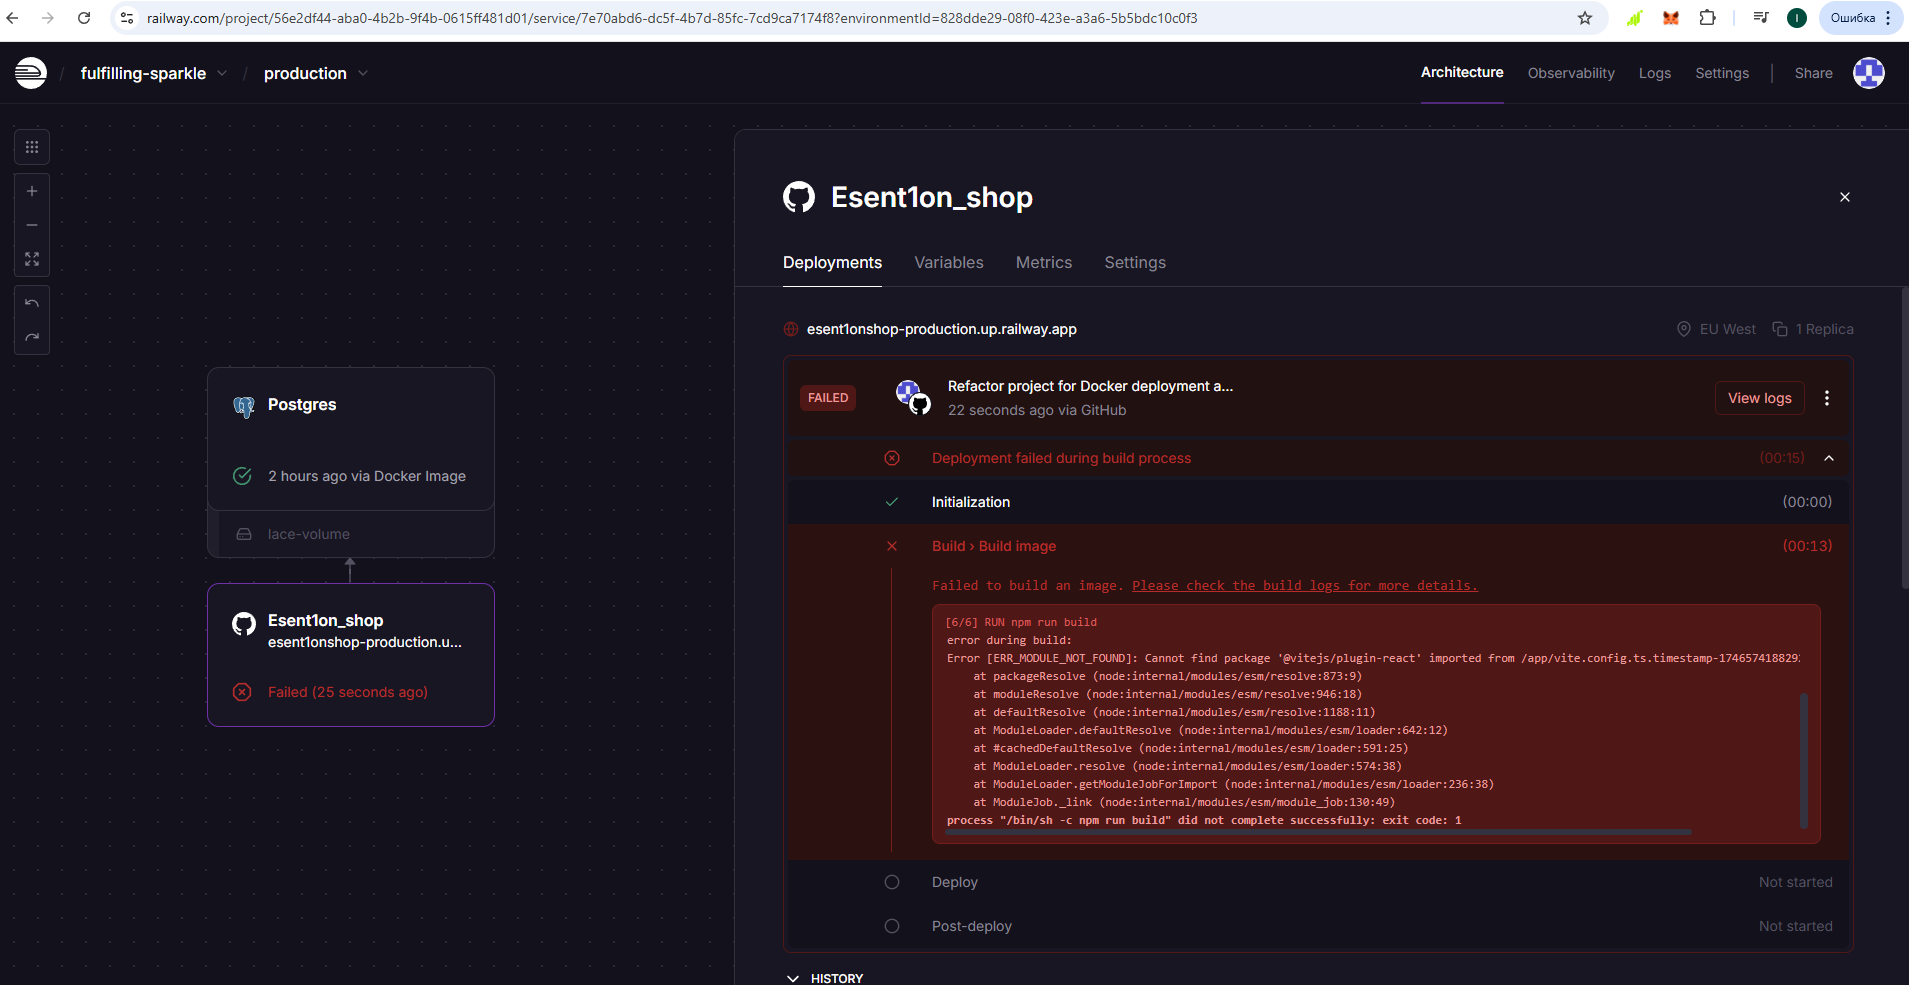 railway.com/project/56e2df44-aba0-4b2b-9f4b-0615ff481d01/service/7e70abd6-dc5f-4b7d-85fc-7cd9ca7174f8?environmentId=828dde29-08f0-423e-a3a6-5b5bdc10c0f3
I
Ошибка
/ fulfilling-sparkle / production
Architecture
Observability
Logs
Settings
Share
Postgres
2 hours ago via Docker Image
lace-volume
Esent1on_shop
esent1onshop-production.u...
Failed (25 seconds ago)
Esent1on_shop
Deployments
Variables
Metrics
Settings
esent1onshop-production.up.railway.app
EU West
1 Replica
FAILED
Refactor project for Docker deployment a...
22 seconds ago via GitHub
View logs
Deployment failed during build process (00:15)
Initialization (00:00)
Build › Build image (00:13)
Failed to build an image. Please check the build logs for more details.
[6/6] RUN npm run build
error during build:
Error [ERR_MODULE_NOT_FOUND]: Cannot find package '@vitejs/plugin-react' imported from /app/vite.config.ts.timestamp-174657418829
at packageResolve (node:internal/modules/esm/resolve:873:9)
at moduleResolve (node:internal/modules/esm/resolve:946:18)
at defaultResolve (node:internal/modules/esm/resolve:1188:11)
at ModuleLoader.defaultResolve (node:internal/modules/esm/loader:642:12)
at #cachedDefaultResolve (node:internal/modules/esm/loader:591:25)
at ModuleLoader.resolve (node:internal/modules/esm/loader:574:38)
at ModuleLoader.getModuleJobForImport (node:internal/modules/esm/loader:236:38)
at ModuleJob._link (node:internal/modules/esm/module_job:130:49)
process "/bin/sh -c npm run build" did not complete successfully: exit code: 1
Deploy Not started
Post-deploy Not started
HISTORY